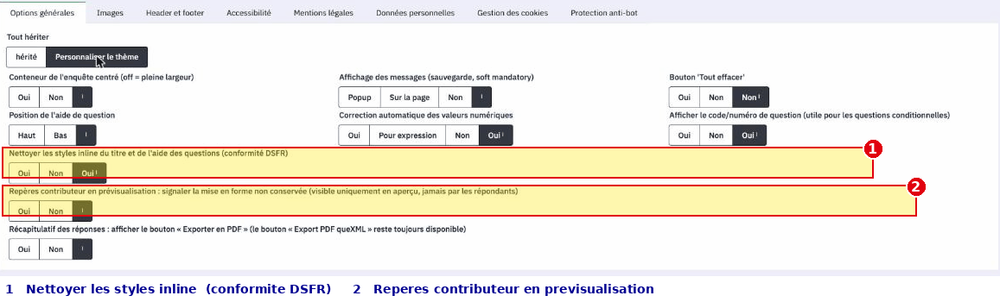 Options générales Images Header et footer Accessibilité Mentions légales Données personnelles Gestion des cookies Protection anti-bot
Tout hériter
hérité Personnaliser le thème
Conteneur de l'enquête centré (off = pleine largeur) Affichage des messages (sauvegarde, soft mandatory) Bouton 'Tout effacer'
Oui Non I Popup Sur la page Non I Oui Non Non I
Position de l'aide de question Correction automatique des valeurs numériques Afficher le code/numéro de question (utile pour les questions conditionnelles)
Haut Bas I Oui Pour expression Non Oui I Oui Non Oui I
Nettoyer les styles inline du titre et de l'aide des questions (conformité DSFR) 1
Oui Non Oui I
Repères contributeur en prévisualisation : signaler la mise en forme non conservée (visible uniquement en aperçu, jamais par les répondants) 2
Oui Non I
Récapitulatif des réponses : afficher le bouton « Exporter en PDF » (le bouton « Export PDF queXML » reste toujours disponible)
Oui Non I
1 Nettoyer les styles inline (conformite DSFR) 2 Reperes contributeur en previsualisation